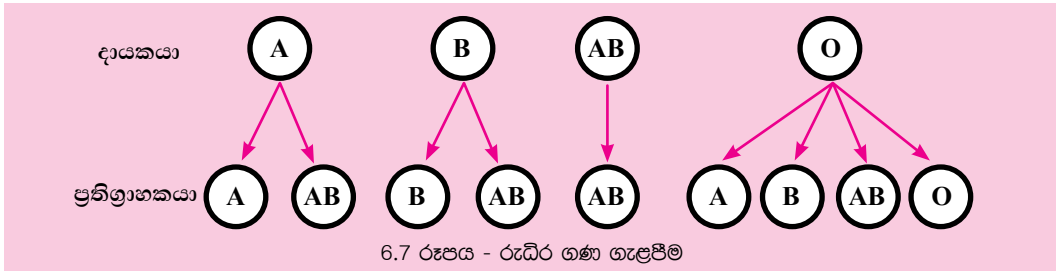 දායකයා A B AB O
ප්‍රතිග්‍රාහකයා A AB B AB AB A B AB O
6.7 රූපය - රුධිර ගණ ගැළපීම